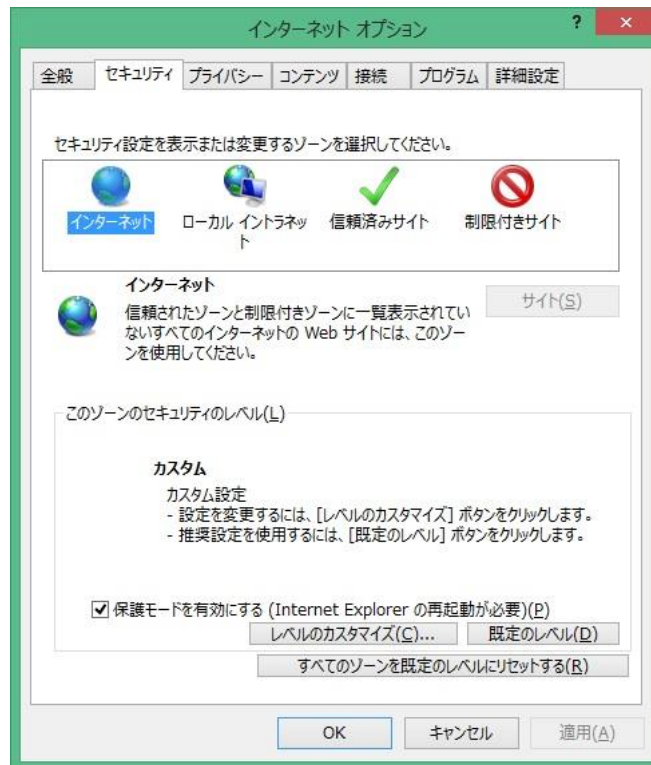 インターネット オプション ? ×
全般 セキュリティ プライバシー コンテンツ 接続 プログラム 詳細設定
セキュリティ設定を表示または変更するゾーンを選択してください。
インターネット
ローカル イントラネッ
ト
信頼済みサイト
制限付きサイト
インターネット
信頼されたゾーンと制限付きゾーンに一覧表示されてい
ないすべてのインターネットの Web サイトには、このゾー
ンを使用してください。
サイト(S)
このゾーンのセキュリティのレベル(L)
カスタム
カスタム設定
- 設定を変更するには、[レベルのカスタマイズ] ボタンをクリックします。
- 推奨設定を使用するには、[既定のレベル] ボタンをクリックします。
保護モードを有効にする (Internet Explorer の再起動が必要)(P)
レベルのカスタマイズ(C)... 既定のレベル(D)
すべてのゾーンを既定のレベルにリセットする(R)
OK キャンセル 適用(A)